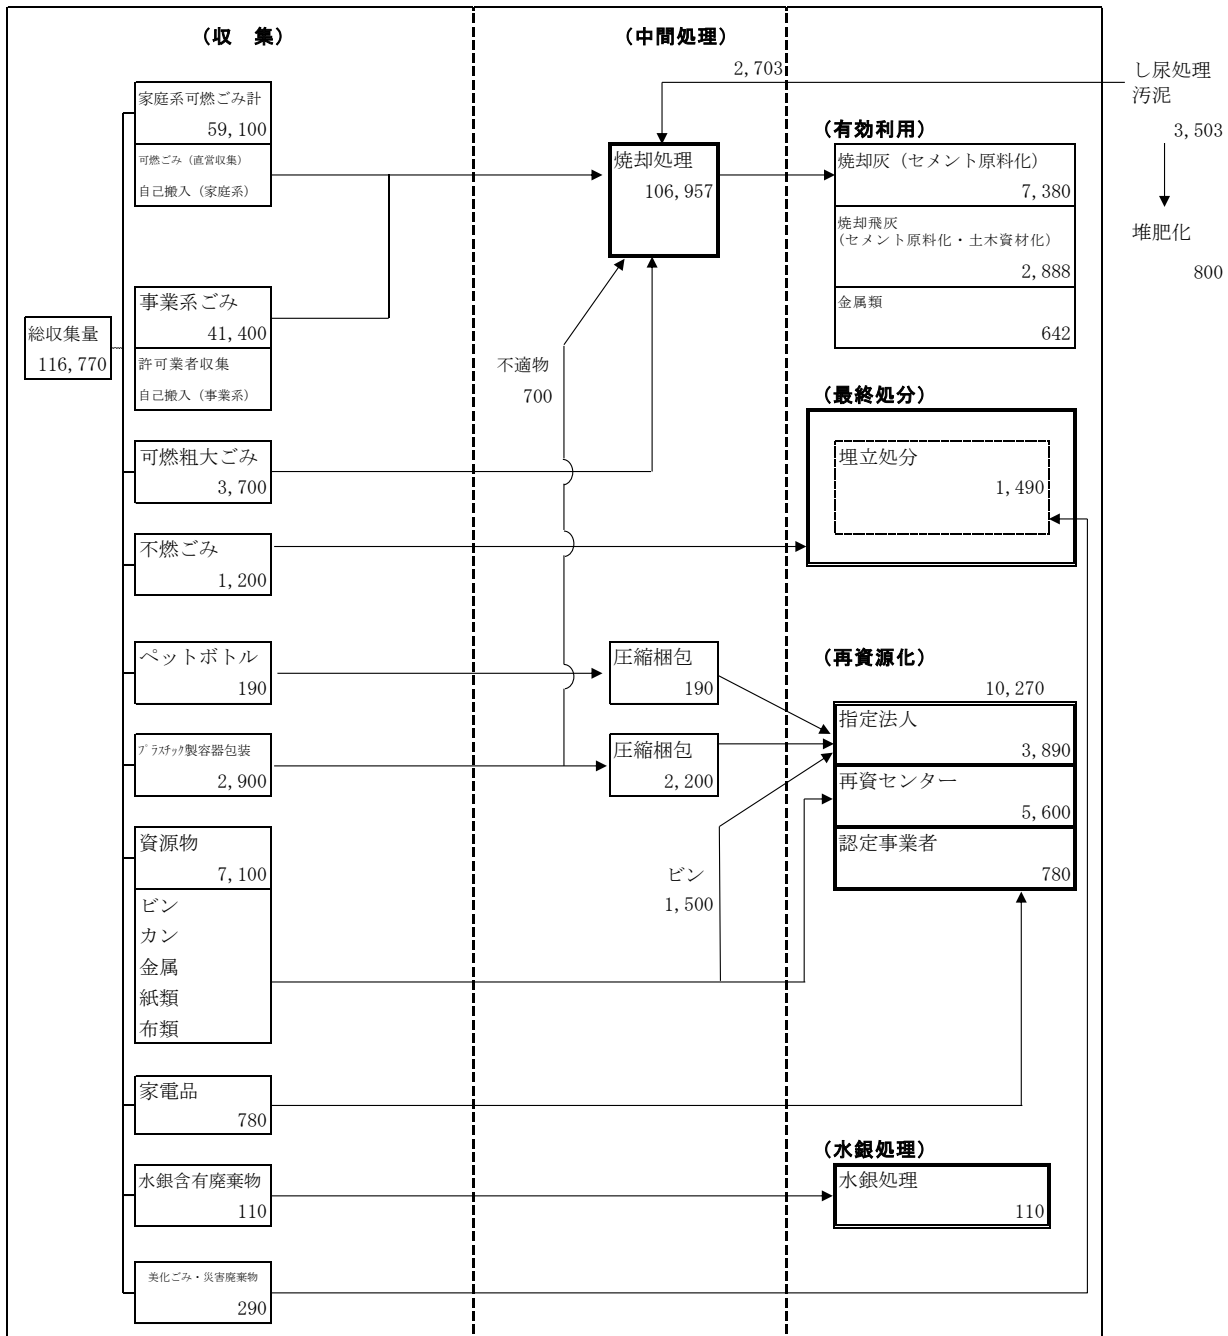 （収　集）
（中間処理）
2,703
し尿処理
汚泥
3,503
堆肥化
800
総収集量
116,770
家庭系可燃ごみ計
59,100
可燃ごみ（直営収集）
自己搬入（家庭系）
事業系ごみ
41,400
許可業者収集
自己搬入（事業系）
可燃粗大ごみ
3,700
不燃ごみ
1,200
ペットボトル
190
プラスチック製容器包装
2,900
資源物
7,100
ビン
カン
金属
紙類
布類
家電品
780
水銀含有廃棄物
110
美化ごみ・災害廃棄物
290
焼却処理
106,957
不適物
700
圧縮梱包
190
圧縮梱包
2,200
ビン
1,500
（有効利用）
焼却灰（セメント原料化）
7,380
焼却飛灰
（セメント原料化・土木資材化）
2,888
金属類
642
（最終処分）
埋立処分
1,490
（再資源化）
10,270
指定法人
3,890
再資センター
5,600
認定事業者
780
（水銀処理）
水銀処理
110